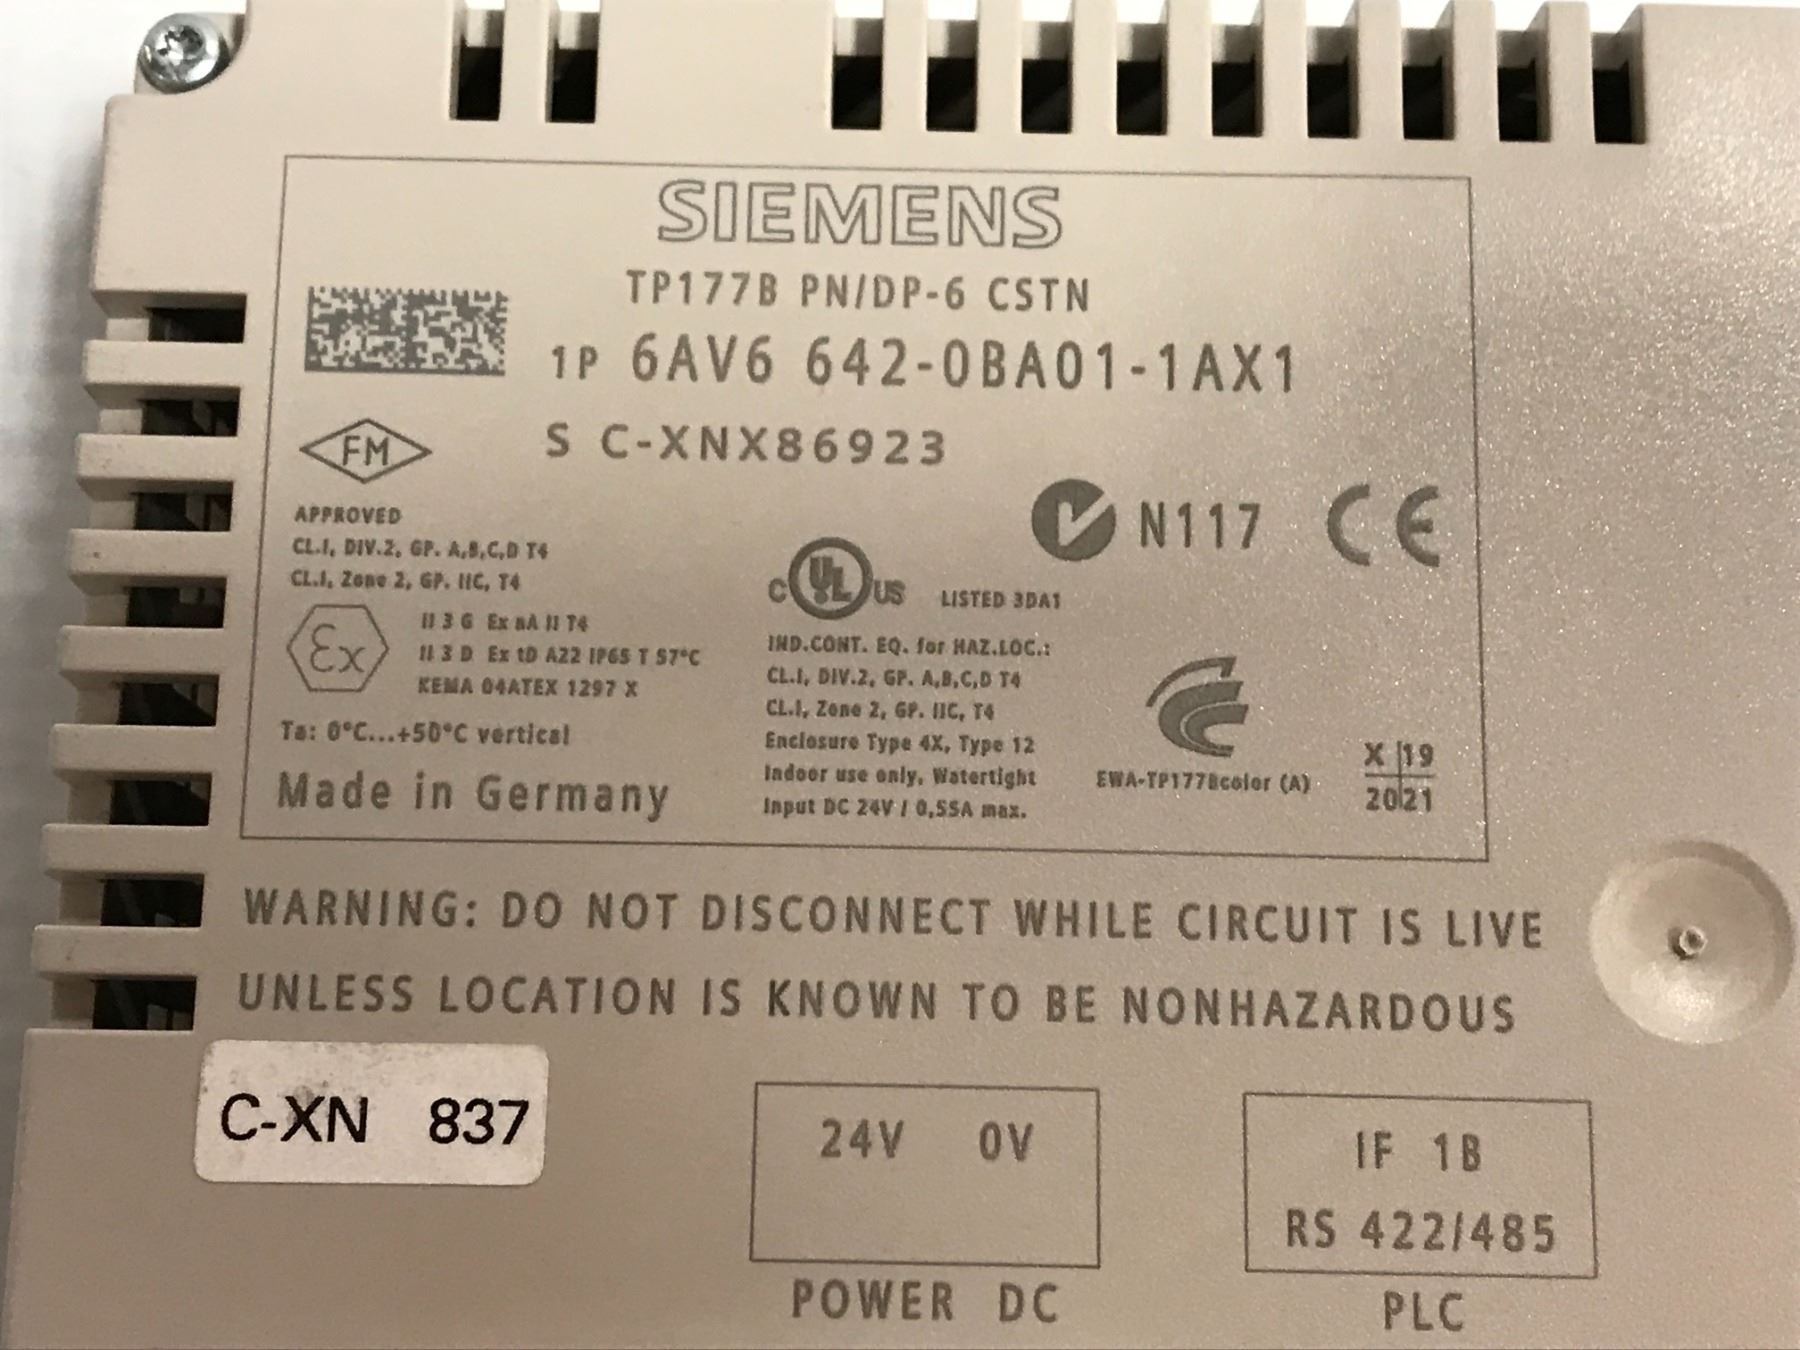 SIEMENS
TP177B PN/DP-6 CSTN
1P 6AV6 642-0BA01-1AX1
S C-XNX86923
FM
APPROVED
CL.I, DIV.2, GP. A,B,C,D T4
CL.I, Zone 2, GP. IIC, T4
N117 CE
C UL US LISTED 3DA1
Ex
II 3 G Ex nA II T4
II 3 D Ex tD A22 IP65 T 57°C
KEMA 04ATEX 1297 X
Ta: 0°C...+50°C vertical
Made in Germany
IND.CONT. EQ. for HAZ.LOC.:
CL.I, DIV.2, GP. A,B,C,D T4
CL.I, Zone 2, GP. IIC, T4
Enclosure Type 4X, Type 12
Indoor use only, Watertight
Input DC 24V / 0,55A max.
EWA-TP177Bcolor (A)
X 19
20 21
WARNING: DO NOT DISCONNECT WHILE CIRCUIT IS LIVE
UNLESS LOCATION IS KNOWN TO BE NONHAZARDOUS
C-XN 837
24V 0V
POWER DC
IF 1B
RS 422/485
PLC